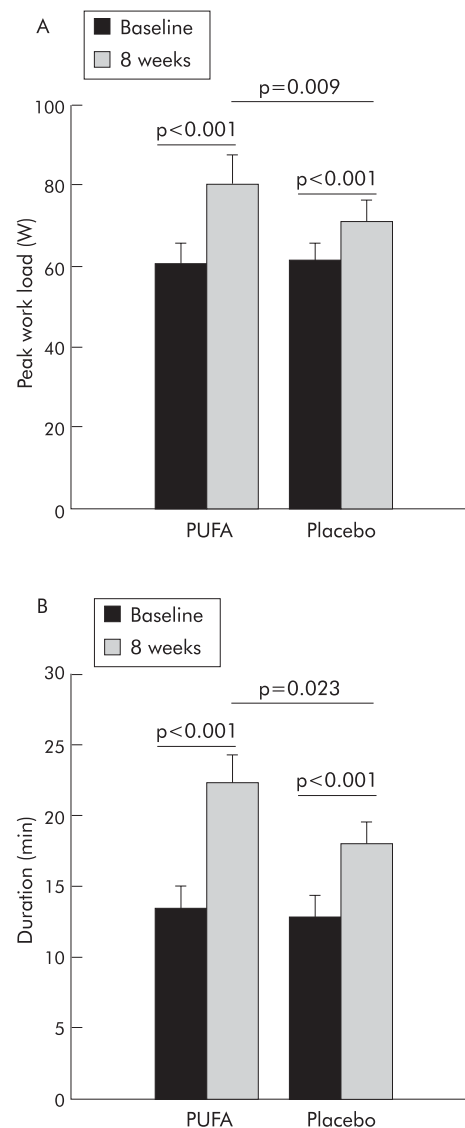 A
Baseline
8 weeks
p=0.009
p<0.001
p<0.001
100
80
60
40
20
0
Peak work load (W)
PUFA
Placebo
B
Baseline
8 weeks
p=0.023
p<0.001
p<0.001
30
25
20
15
10
5
0
Duration (min)
PUFA
Placebo